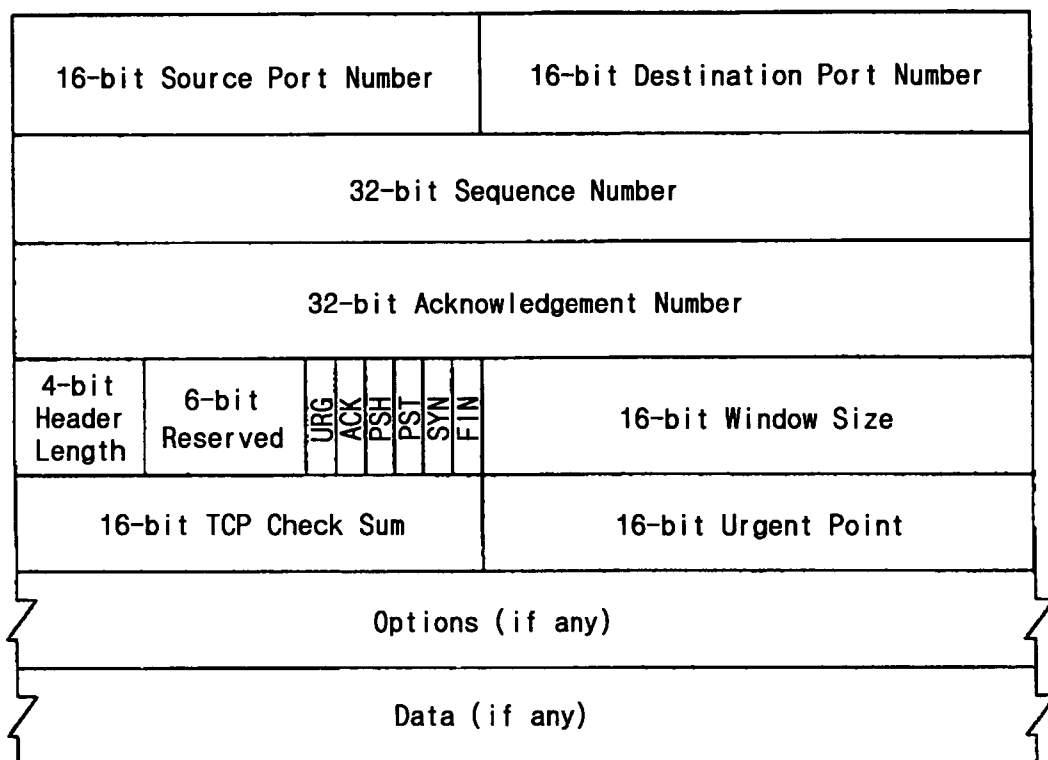 16-bit Source Port Number
16-bit Destination Port Number
32-bit Sequence Number
32-bit Acknowledgement Number
4-bit
Header
Length
6-bit
Reserved
URG
ACK
PSH
PST
SYN
FIN
16-bit Window Size
16-bit TCP Check Sum
16-bit Urgent Point
Options (if any)
Data (if any)